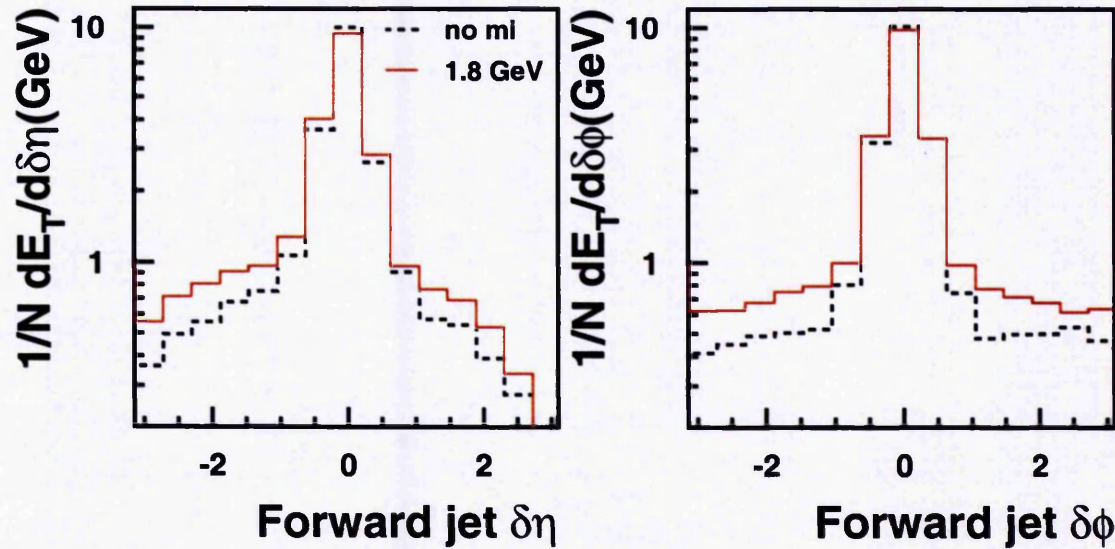 1/N dE_T/dδη(GeV)
10
1
no mi
1.8 GeV
-2 0 2
Forward jet δη
1/N dE_T/dδϕ(GeV)
10
1
-2 0 2
Forward jet δϕ